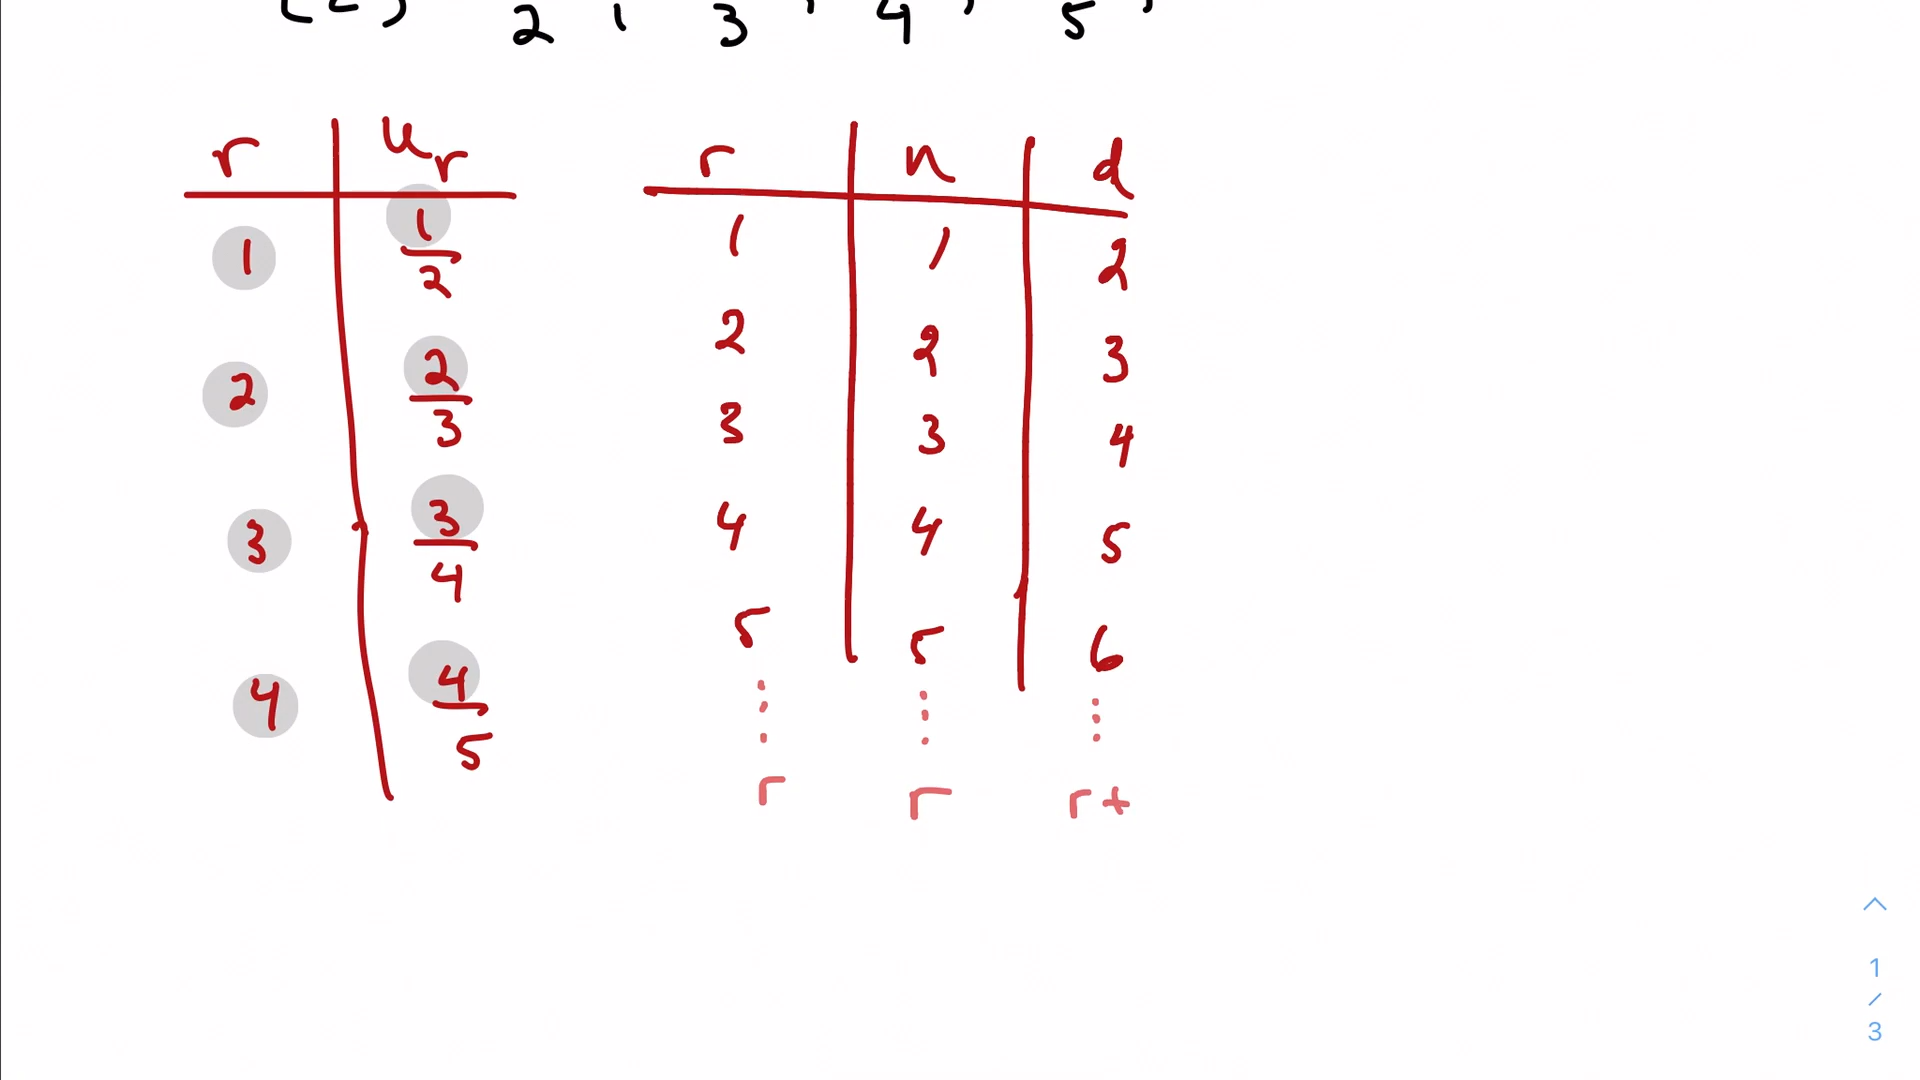 (2) 2, 3, 4, 5,
r | u_r
1 | 1/2
2 | 2/3
3 | 3/4
4 | 4/5
r | n | d
1 | 1 | 2
2 | 2 | 3
3 | 3 | 4
4 | 4 | 5
5 | 5 | 6
⋮ | ⋮ | ⋮
r | r | r+
^
1
/
3